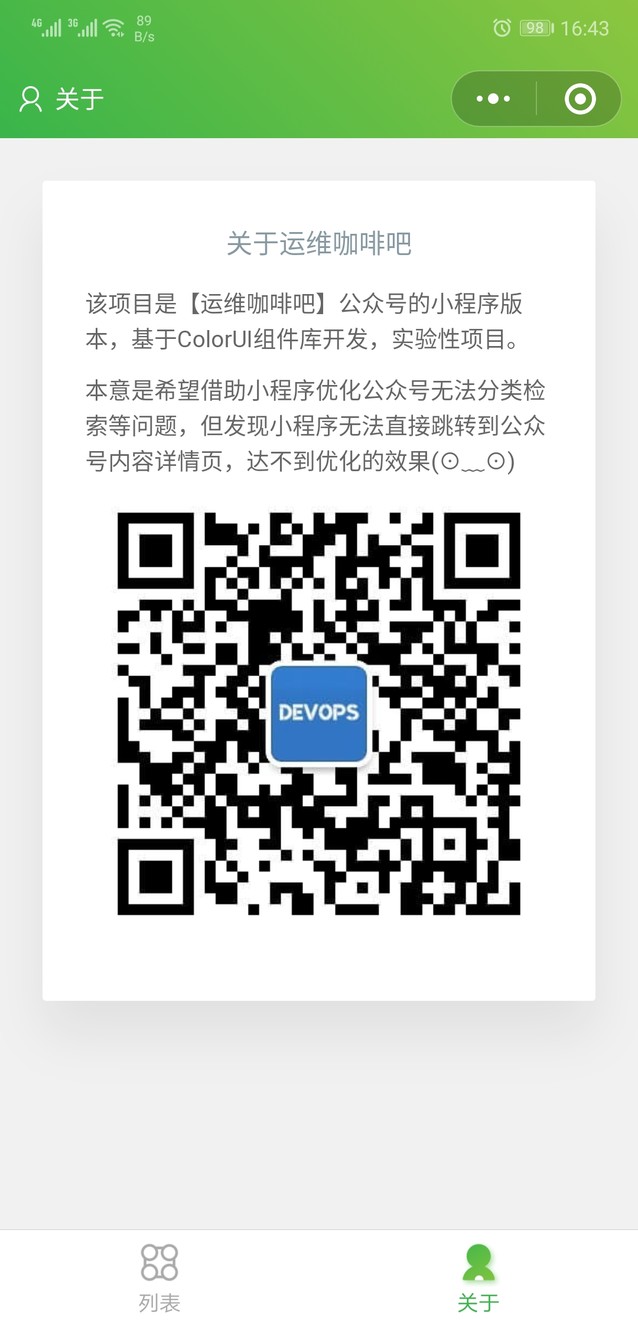 4G 3G 89 B/s 98 16:43
关于
关于运维咖啡吧
该项目是【运维咖啡吧】公众号的小程序版
本，基于ColorUI组件库开发，实验性项目。
本意是希望借助小程序优化公众号无法分类检
索等问题，但发现小程序无法直接跳转到公众
号内容详情页，达不到优化的效果(⊙﹏⊙)
DEVOPS
列表 关于